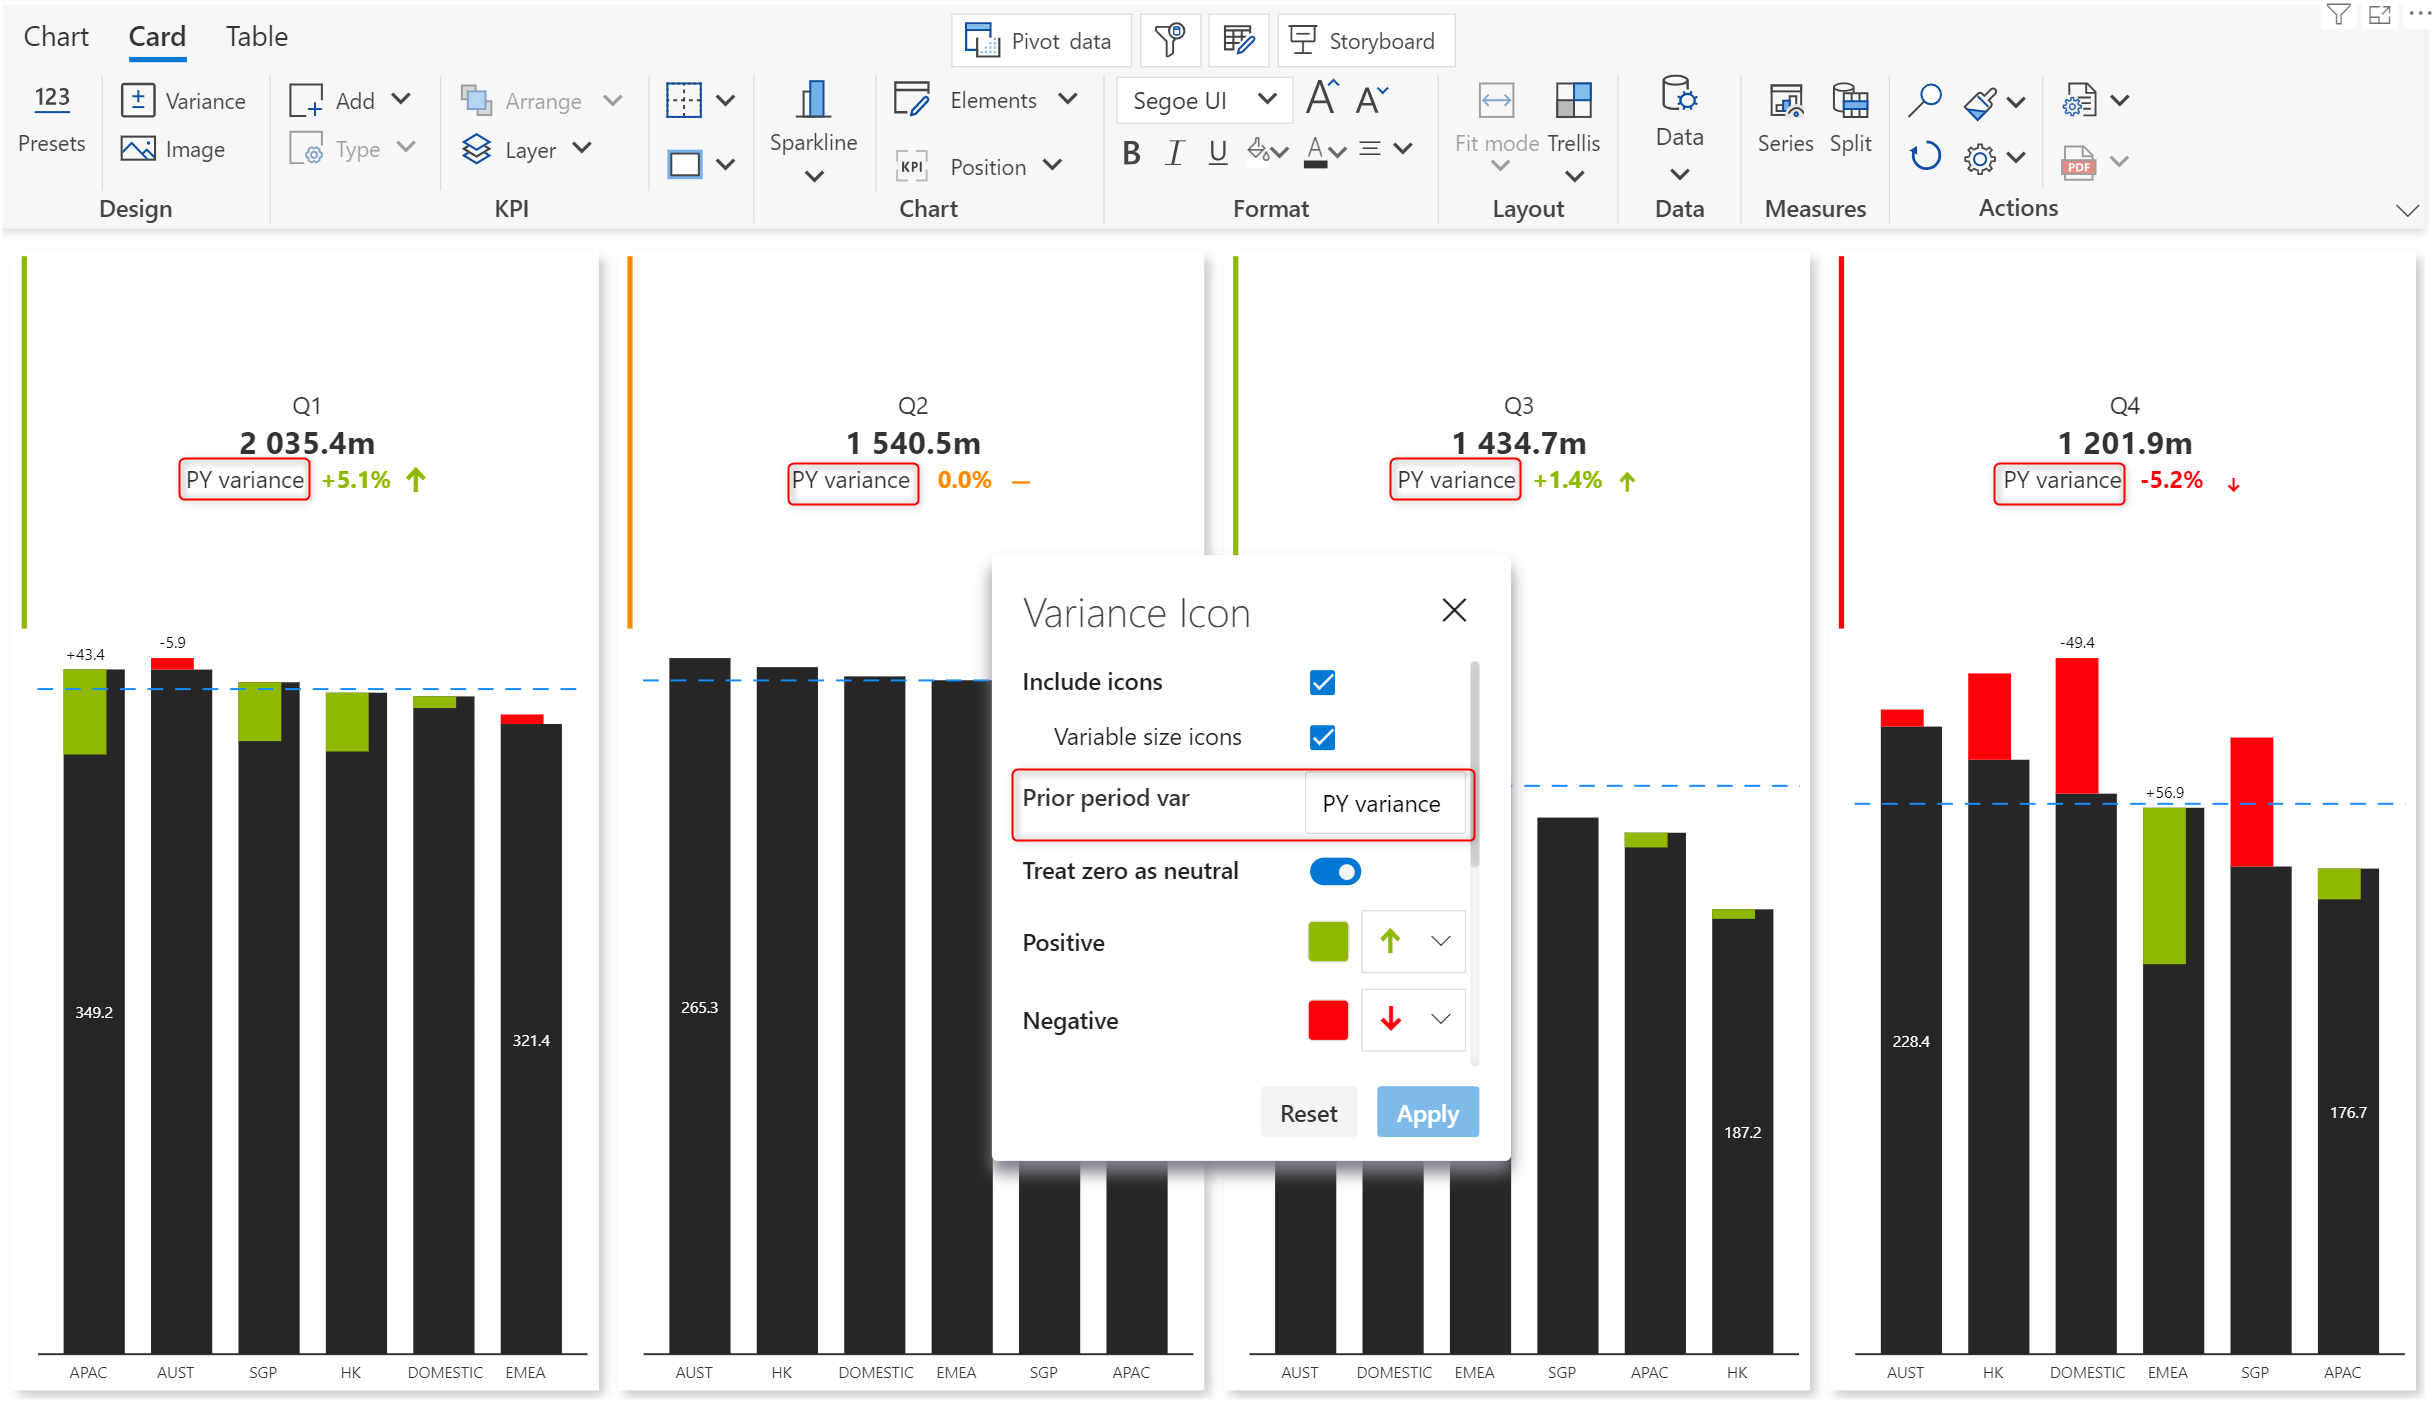 Chart Card Table
Pivot data
Storyboard
123
Presets
Variance
Image
Design
Add
Type
Arrange
Layer
KPI
Sparkline
Elements
KPI
Position
Chart
Segoe UI
A A
B I U A
Format
Fit mode
Trellis
Layout
Data
Data
Series
Split
Measures
PDF
Actions
Q1
2 035.4m
PY variance +5.1%
+43.4
-5.9
349.2
321.4
APAC AUST SGP HK DOMESTIC EMEA
Q2
1 540.5m
PY variance 0.0%
265.3
AUST HK DOMESTIC EMEA SGP APAC
Q3
1 434.7m
PY variance +1.4%
187.2
AUST DOMESTIC EMEA SGP APAC HK
Q4
1 201.9m
PY variance -5.2%
-49.4
+56.9
228.4
176.7
AUST HK DOMESTIC EMEA SGP APAC
Variance Icon
Include icons
Variable size icons
Prior period var PY variance
Treat zero as neutral
Positive
Negative
Reset Apply